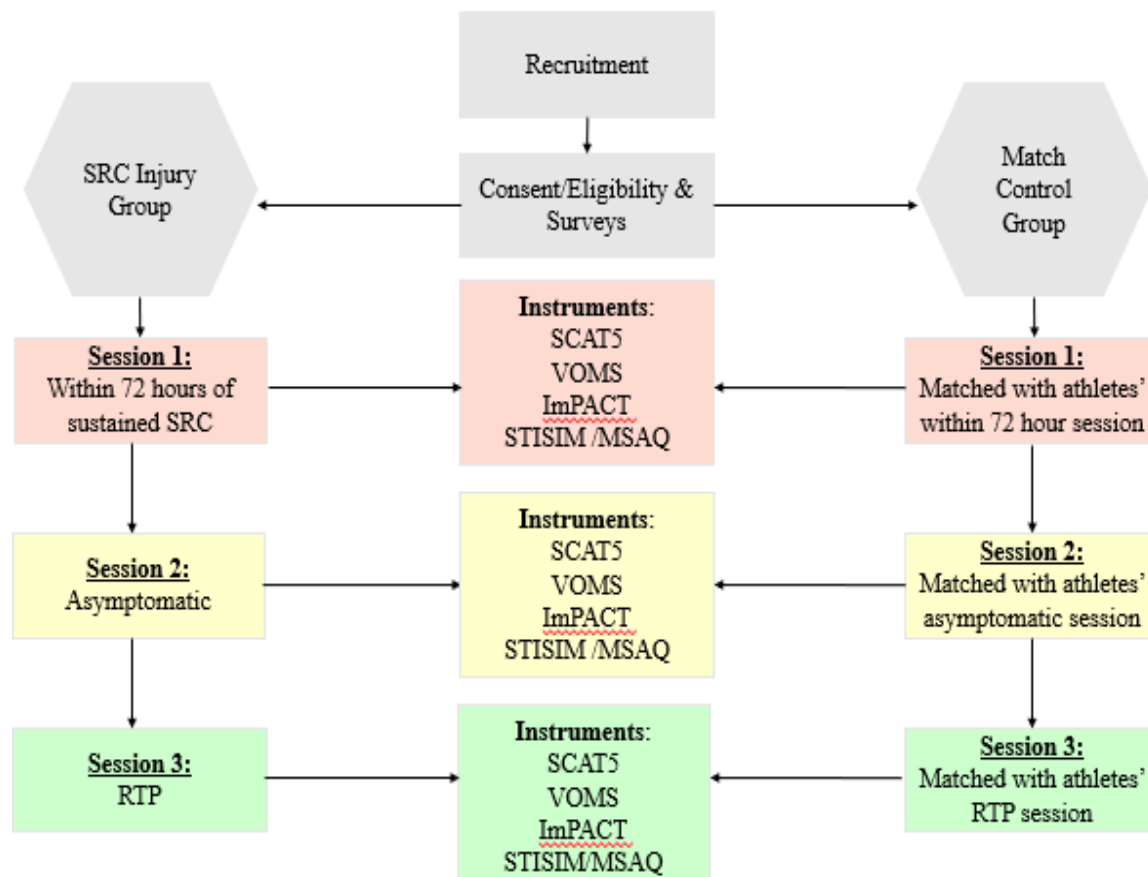 Recruitment
SRC Injury
Group
Consent/Eligibility &
Surveys
Match
Control
Group
Session 1:
Within 72 hours of
sustained SRC
Instruments:
SCAT5
VOMS
ImPACT
STISIM /MSAQ
Session 1:
Matched with athletes’
within 72 hour session
Session 2:
Asymptomatic
Instruments:
SCAT5
VOMS
ImPACT
STISIM /MSAQ
Session 2:
Matched with athletes’
asymptomatic session
Session 3:
RTP
Instruments:
SCAT5
VOMS
ImPACT
STISIM/MSAQ
Session 3:
Matched with athletes’
RTP session